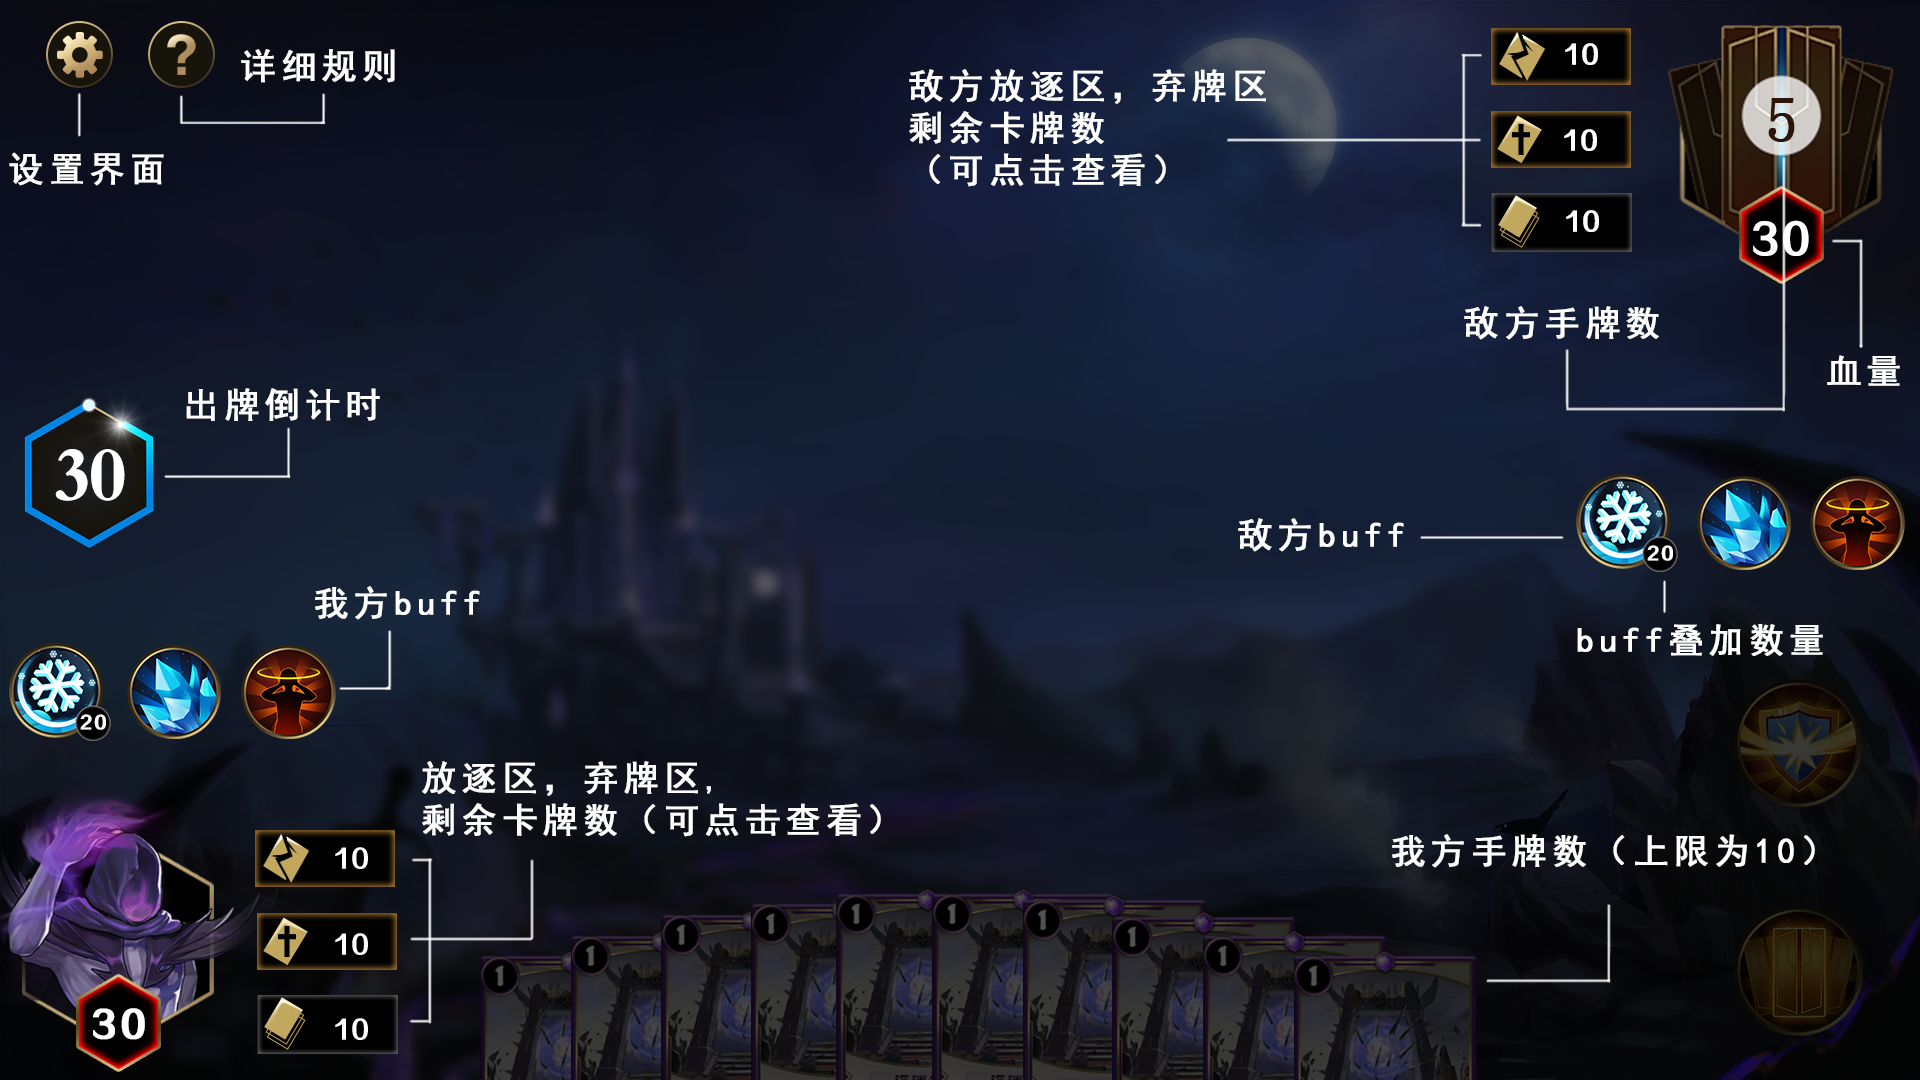 详细规则
设置界面
敌方放逐区，弃牌区
剩余卡牌数
（可点击查看）
10
10
10
5
30
敌方手牌数
血量
出牌倒计时
30
敌方buff
20
buff叠加数量
我方buff
20
放逐区，弃牌区，
剩余卡牌数（可点击查看）
10
10
10
30
我方手牌数（上限为10）
1
1
1
1
1
1
1
1
1
1